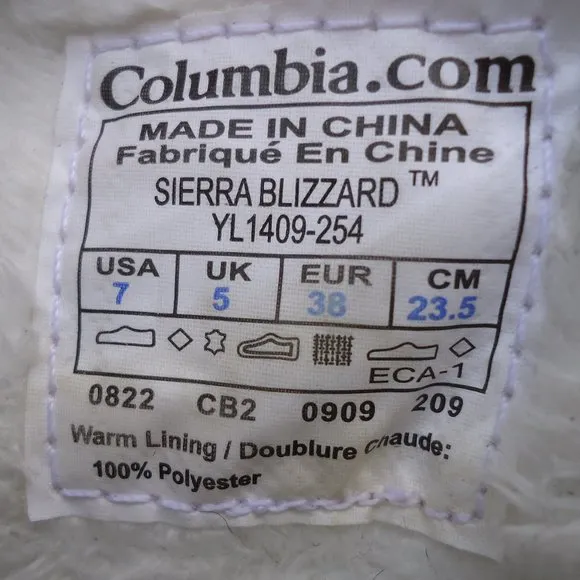 Columbia.com
MADE IN CHINA
Fabriqué En Chine
SIERRA BLIZZARD™
YL1409-254
USA UK EUR CM
7 5 38 23.5
ECA-1
0822 CB2 0909 209
Warm Lining / Doublure Chaude:
100% Polyester